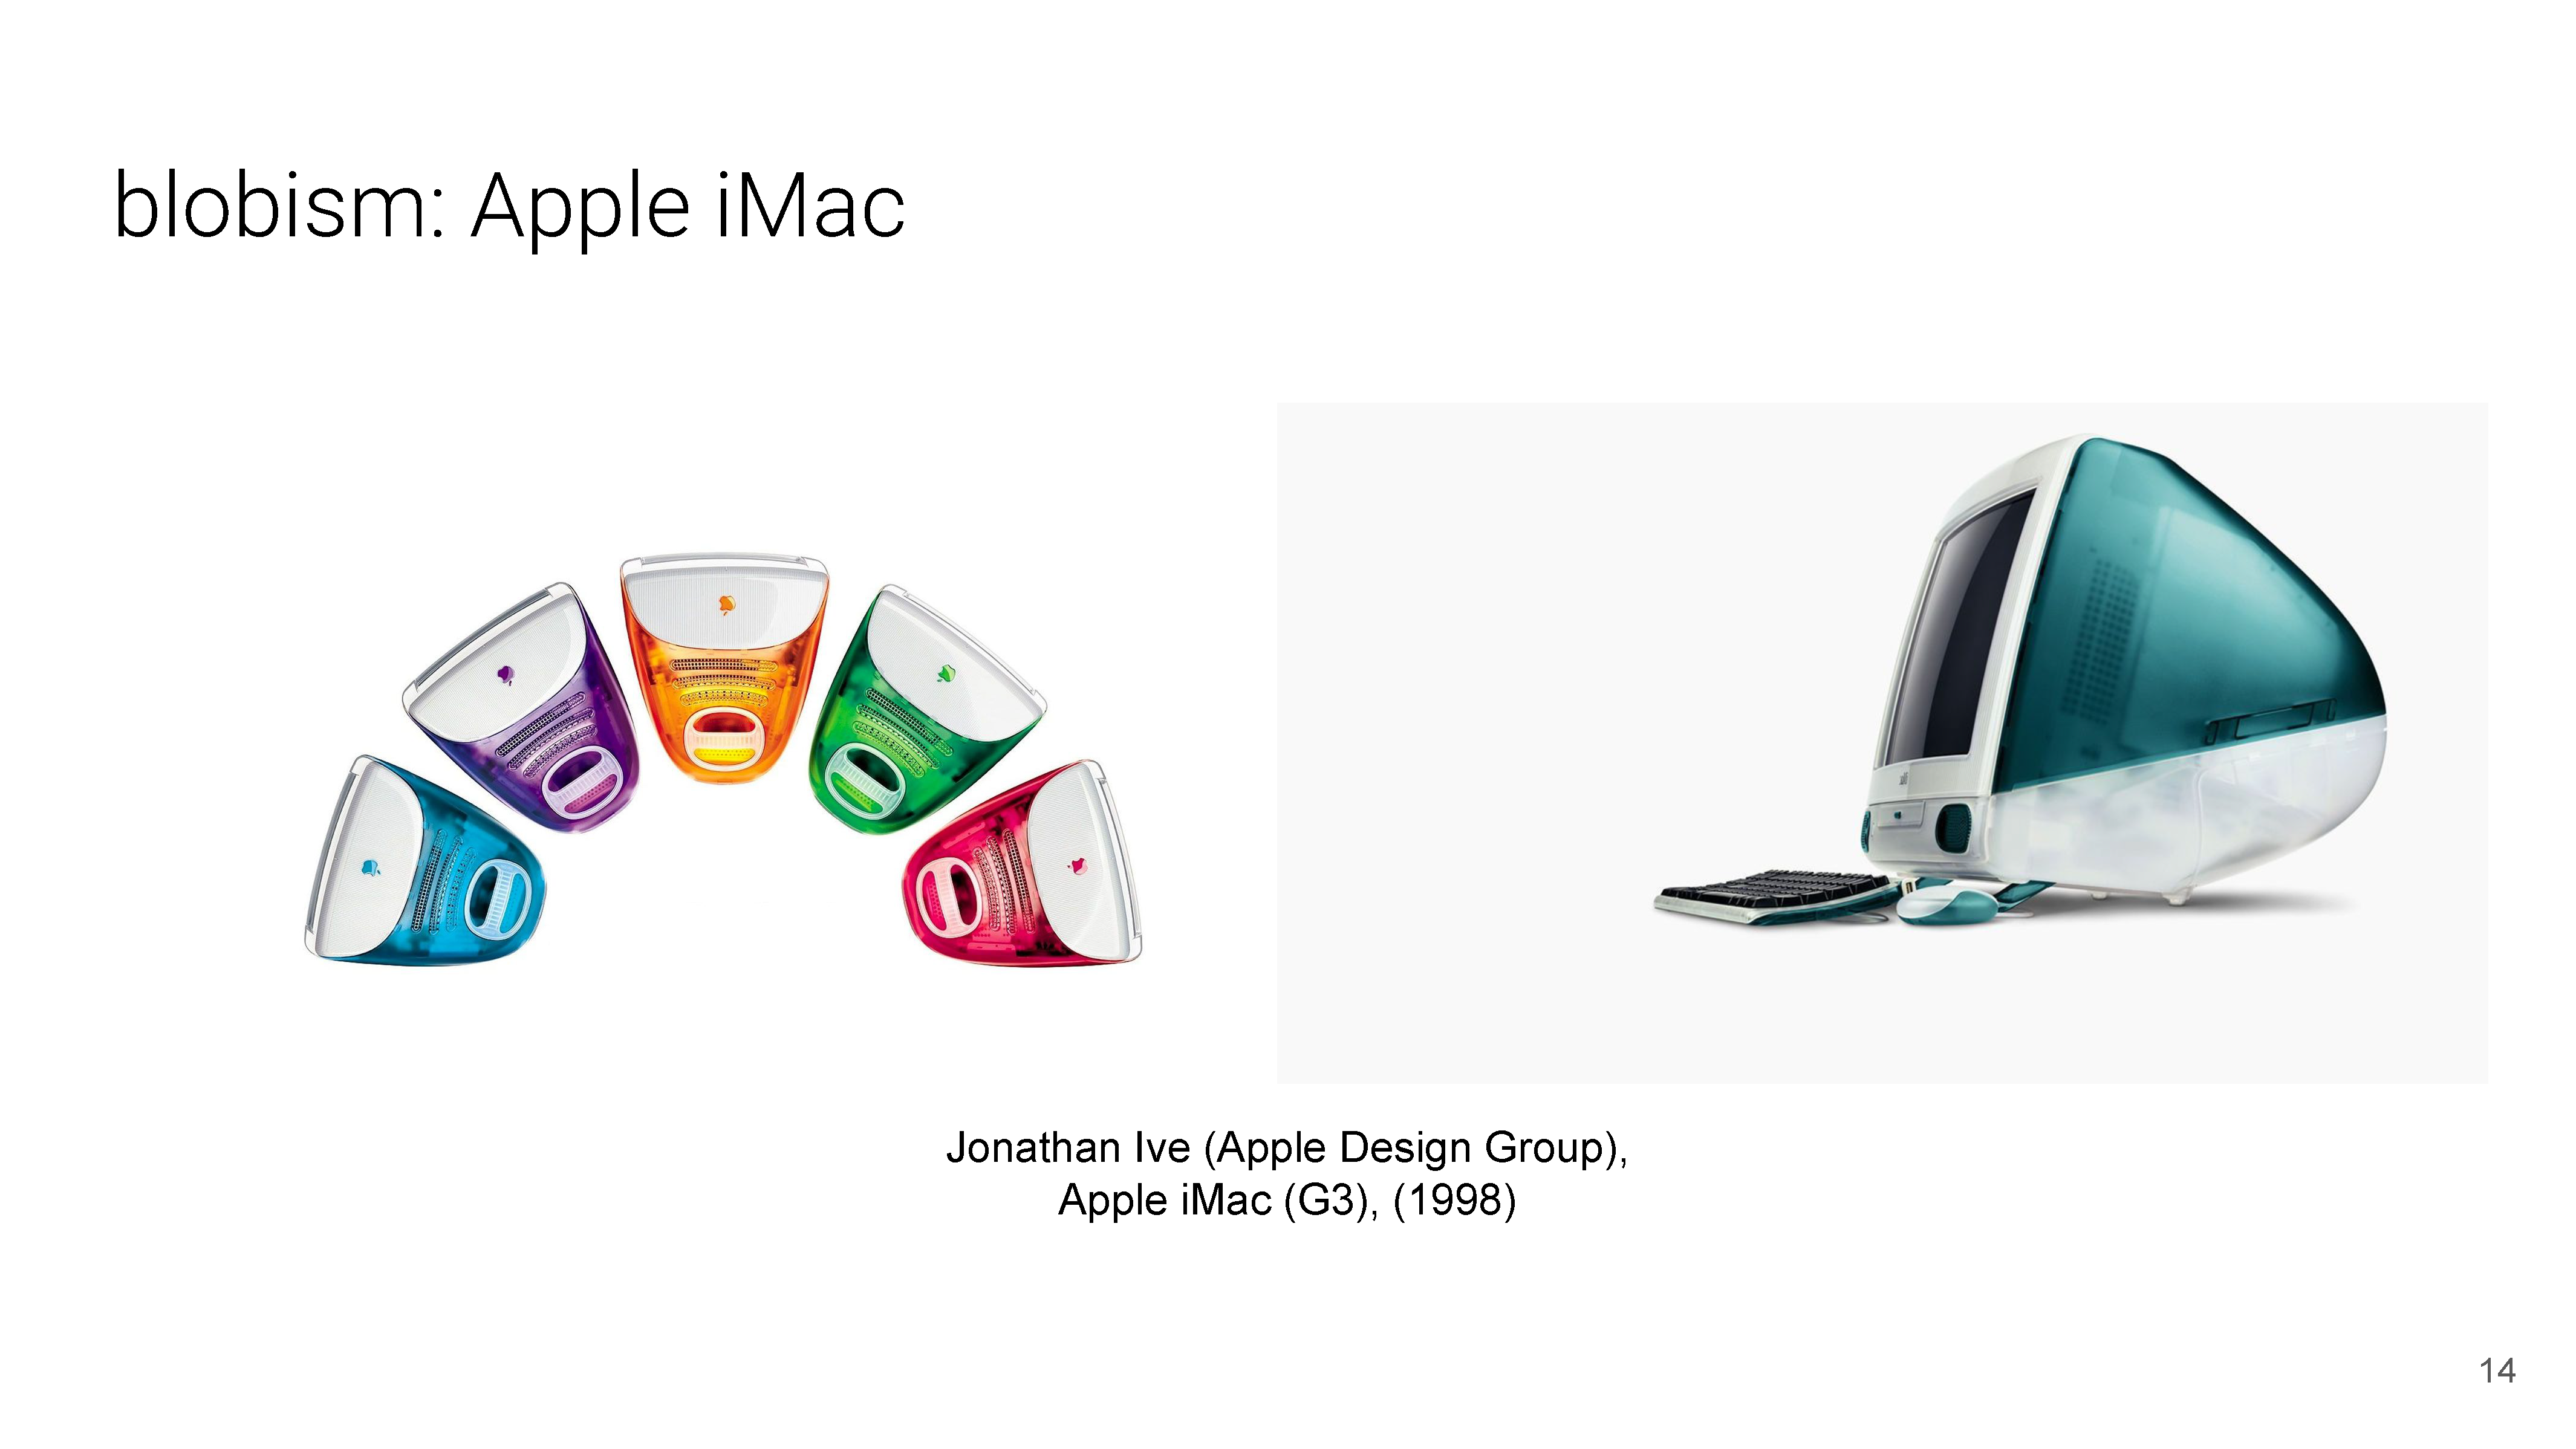 blobism: Apple iMac
Jonathan Ive (Apple Design Group),
Apple iMac (G3), (1998)
14